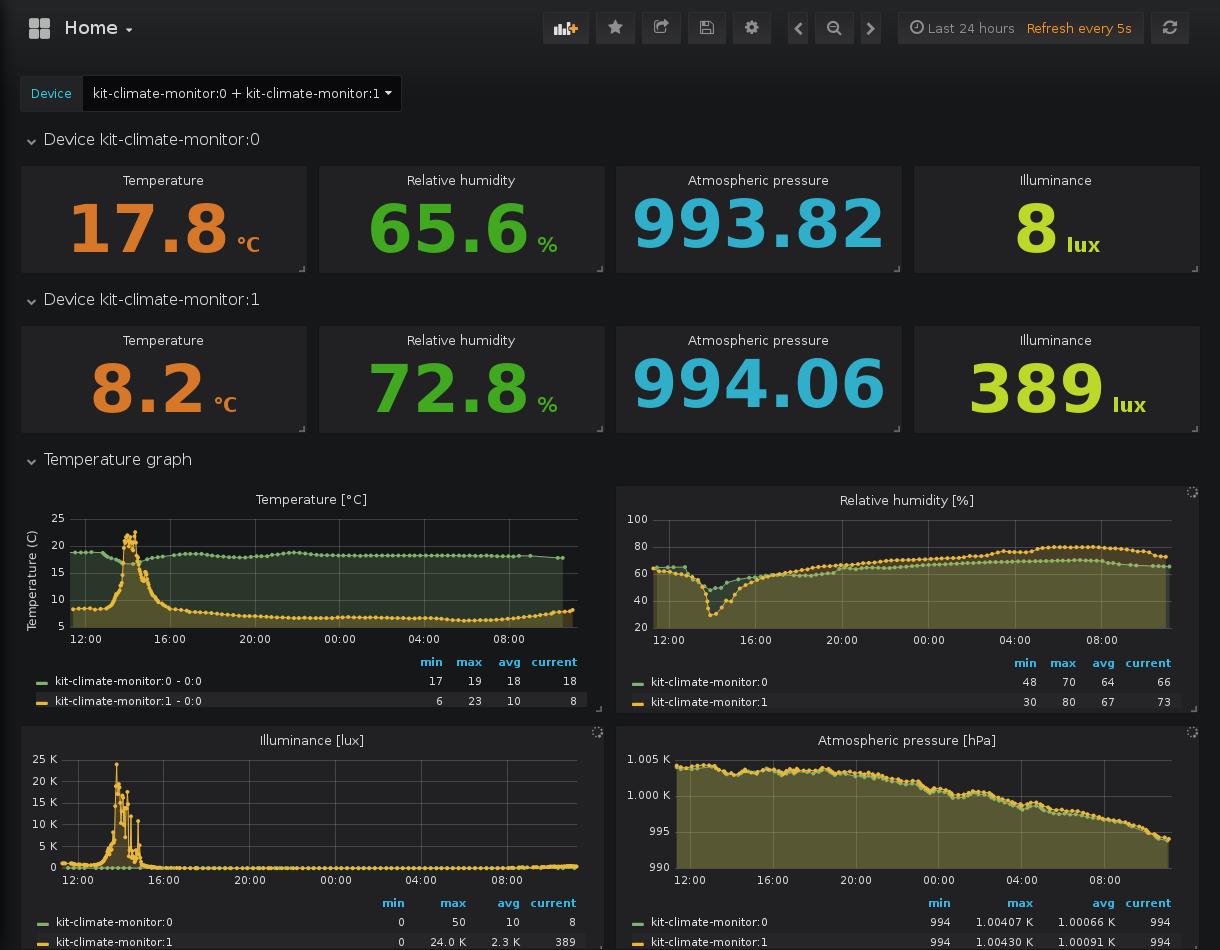 Home
Last 24 hours Refresh every 5s
Device kit-climate-monitor:0 + kit-climate-monitor:1
Device kit-climate-monitor:0
Temperature
17.8 °C
Relative humidity
65.6 %
Atmospheric pressure
993.82
Illuminance
8 lux
Device kit-climate-monitor:1
Temperature
8.2 °C
Relative humidity
72.8 %
Atmospheric pressure
994.06
Illuminance
389 lux
Temperature graph
Temperature [°C]
Temperature (C)
25
20
15
10
5
12:00 16:00 20:00 00:00 04:00 08:00
min max avg current
kit-climate-monitor:0 - 0:0 17 19 18 18
kit-climate-monitor:1 - 0:0 6 23 10 8
Relative humidity [%]
100
80
60
40
20
12:00 16:00 20:00 00:00 04:00 08:00
min max avg current
kit-climate-monitor:0 48 70 64 66
kit-climate-monitor:1 30 80 67 73
Illuminance [lux]
25 K
20 K
15 K
10 K
5 K
0
12:00 16:00 20:00 00:00 04:00 08:00
min max avg current
kit-climate-monitor:0 0 50 10 8
kit-climate-monitor:1 0 24.0 K 2.3 K 389
Atmospheric pressure [hPa]
1.005 K
1.000 K
995
990
12:00 16:00 20:00 00:00 04:00 08:00
min max avg current
kit-climate-monitor:0 994 1.00407 K 1.00066 K 994
kit-climate-monitor:1 994 1.00430 K 1.00091 K 994